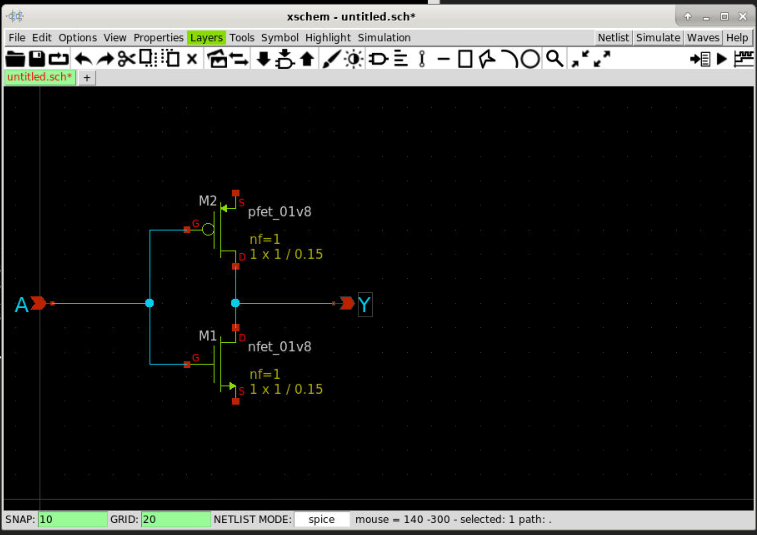 xschem - untitled.sch*
File Edit Options View Properties Layers Tools Symbol Highlight Simulation Netlist Simulate Waves Help
untitled.sch* +
M2
S
pfet_01v8
G
nf=1
D 1 x 1 / 0.15
A
Y
M1
D
nfet_01v8
G
nf=1
S 1 x 1 / 0.15
SNAP: 10 GRID: 20 NETLIST MODE: spice mouse = 140 -300 - selected: 1 path: .